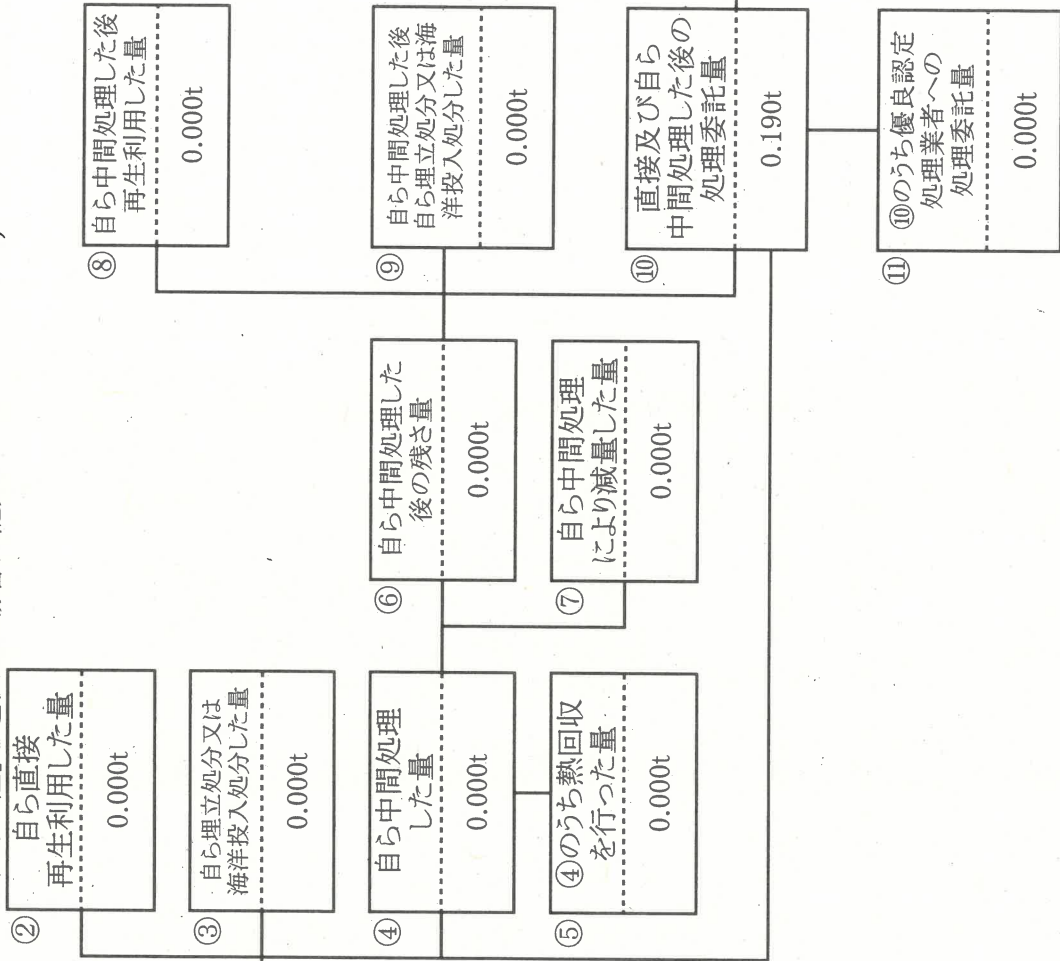 ②
自ら直接
再生利用した量
0.000t
③
自ら埋立処分又は
海洋投入処分した量
0.000t
④
自ら中間処理
した量
0.000t
⑤
④のうち熱回収
を行った量
0.000t
⑥
自ら中間処理した
後の残さ量
0.000t
⑦
自ら中間処理
により減量した量
0.000t
⑧
自ら中間処理した後
再生利用した量
0.000t
⑨
自ら中間処理した後
自ら埋立処分又は海
洋投入処分した量
0.000t
⑩
直接及び自ら
中間処理した後の
処理委託量
0.190t
⑪
⑩のうち優良認定
処理業者への
処理委託量
0.000t